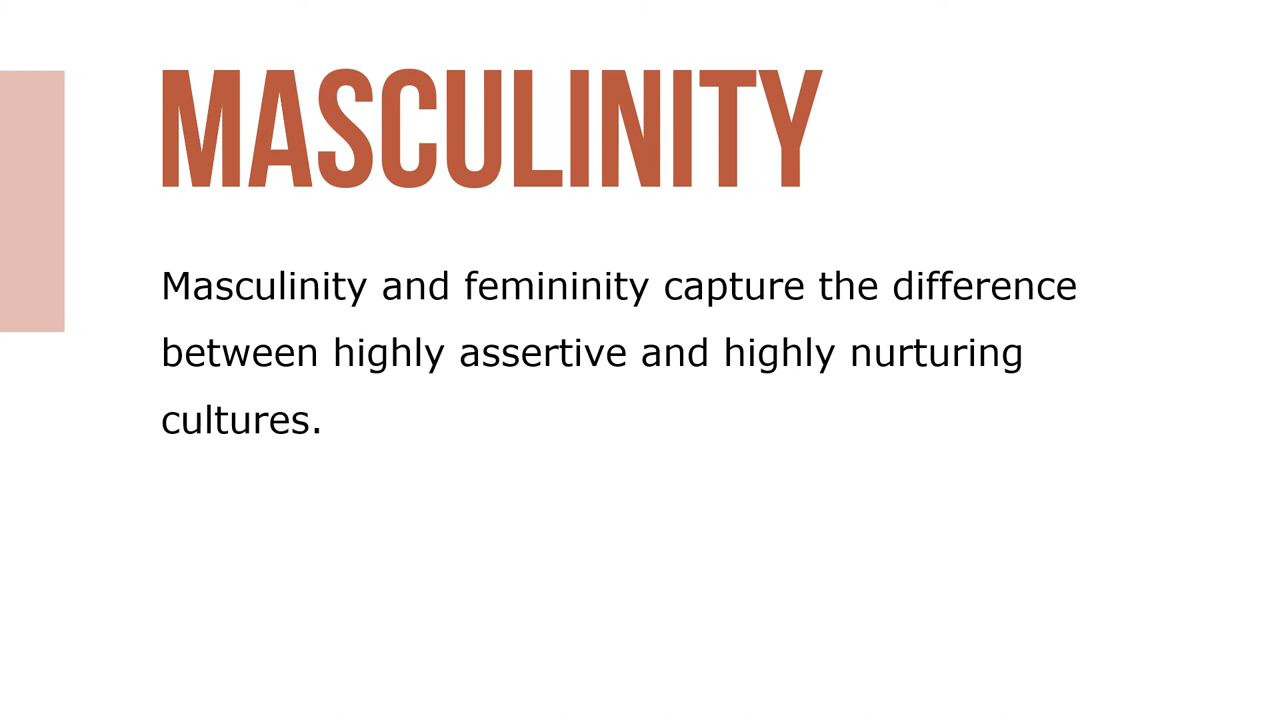 MASCULINITY
Masculinity and femininity capture the difference
between highly assertive and highly nurturing
cultures.